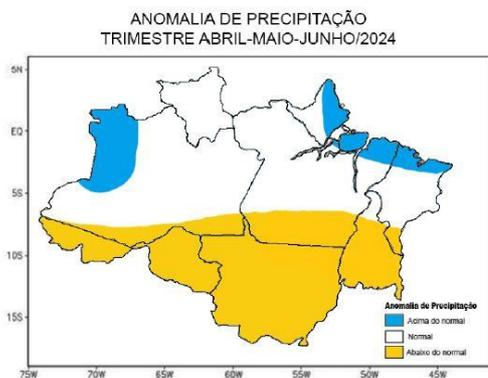 ANOMALIA DE PRECIPITAÇÃO
TRIMESTRE ABRIL-MAIO-JUNHO/2024
5N
EQ
5S
10S
15S
75W 70W 65W 60W 55W 50W 45W
Anomalia de Precipitação
Acima do normal
Normal
Abaixo do normal